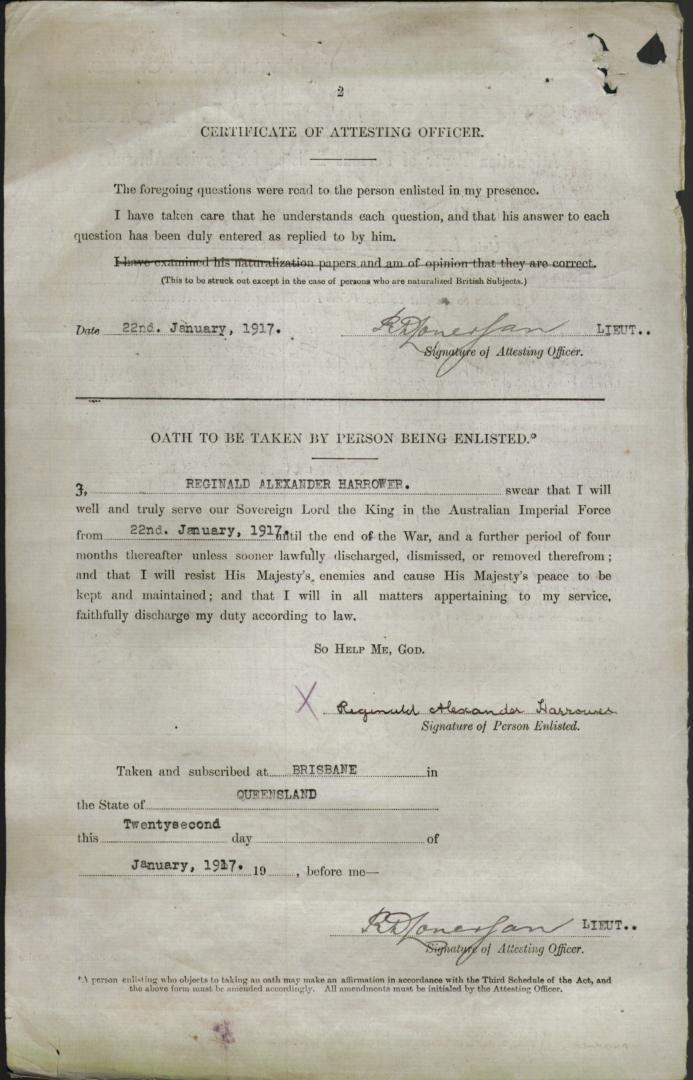 2
CERTIFICATE OF ATTESTING OFFICER.
The foregoing questions were read to the person enlisted in my presence.
I have taken care that he understands each question, and that his answer to each
question has been duly entered as replied to by him.
I have examined his naturalization papers and am of opinion that they are correct.
(This to be struck out except in the case of persons who are naturalized British Subjects.)
Date 22nd. January, 1917. LIEUT..
Signature of Attesting Officer.
OATH TO BE TAKEN BY PERSON BEING ENLISTED.*
I, REGINALD ALEXANDER HARROWER. swear that I will
well and truly serve our Sovereign Lord the King in the Australian Imperial Force
from 22nd. January, 1917. until the end of the War, and a further period of four
months thereafter unless sooner lawfully discharged, dismissed, or removed therefrom;
and that I will resist His Majesty's enemies and cause His Majesty's peace to be
kept and maintained; and that I will in all matters appertaining to my service,
faithfully discharge my duty according to law.
SO HELP ME, GOD.
X Reginald Alexander Harrower
Signature of Person Enlisted.
Taken and subscribed at BRISBANE in
the State of QUEENSLAND
this Twentysecond day of
January, 1917. 19 , before me—
LIEUT..
Signature of Attesting Officer.
*A person enlisting who objects to taking an oath may make an affirmation in accordance with the Third Schedule of the Act, and
the above form must be amended accordingly. All amendments must be initialed by the Attesting Officer.